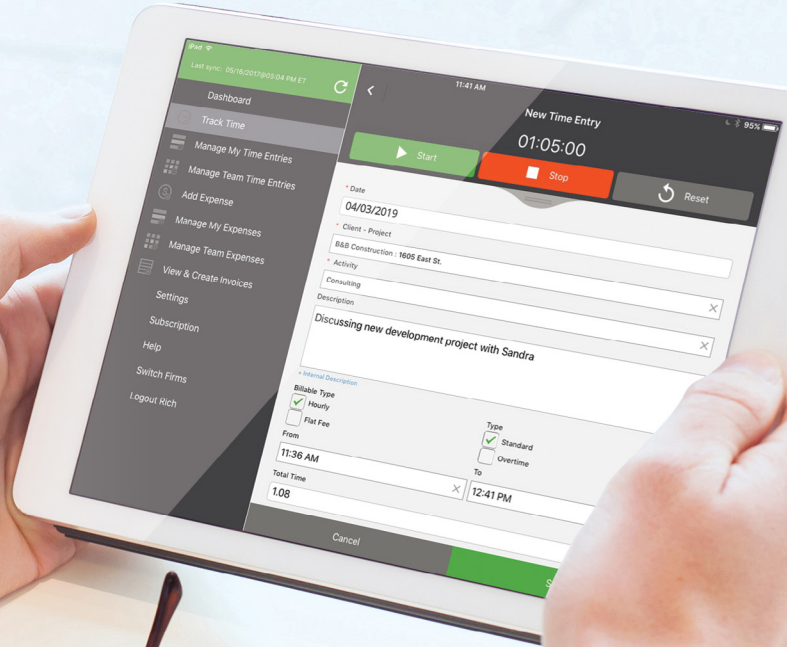 iPad
Last sync: 05/16/2017@05:04 PM ET
Dashboard
Track Time
Manage My Time Entries
Manage Team Time Entries
Add Expense
Manage My Expenses
Manage Team Expenses
View & Create Invoices
Settings
Subscription
Help
Switch Firms
Logout Rich
11:41 AM
95%
New Time Entry
01:05:00
Start
Stop
Reset
* Date
04/03/2019
* Client - Project
B&B Construction : 1605 East St.
* Activity
Consulting
Description
Discussing new development project with Sandra
+ Internal Description
Billable Type
Hourly
Flat Fee
Type
Standard
Overtime
From
11:36 AM
To
12:41 PM
Total Time
1.08
Cancel